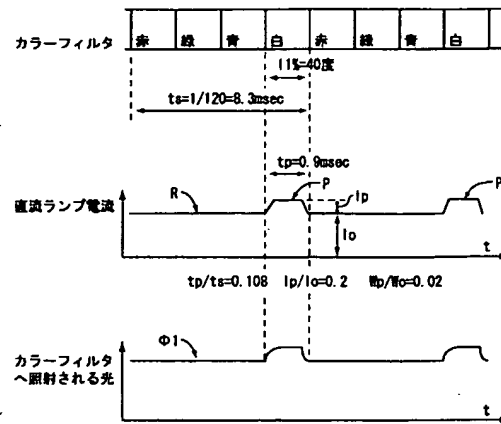 カラーフィルタ
赤 緑 青 白 赤 緑 青 白
11%=40度
ts=1/120=8.3msec
tp=0.9msec
直流ランプ電流
R P Ip P
Io
t
tp/ts=0.108 Ip/Io=0.2 Wp/Wo=0.02
Φ1
カラーフィルタ
へ照射される光
t